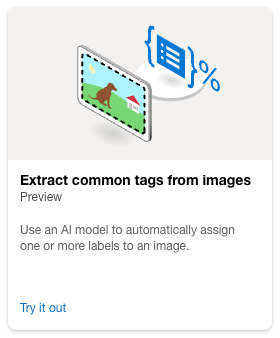 { } %
Extract common tags from images
Preview
Use an AI model to automatically assign
one or more labels to an image.
Try it out